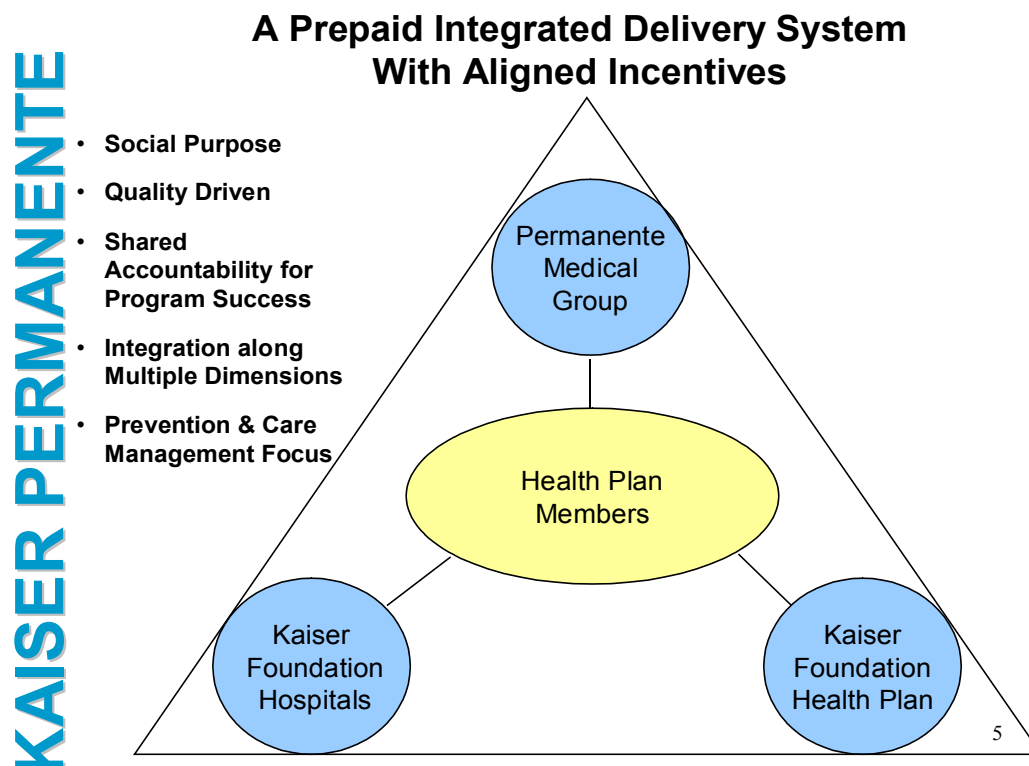 A Prepaid Integrated Delivery System
With Aligned Incentives
KAISER PERMANENTE
• Social Purpose
• Quality Driven
• Shared
Accountability for
Program Success
• Integration along
Multiple Dimensions
• Prevention & Care
Management Focus
Permanente
Medical
Group
Health Plan
Members
Kaiser
Foundation
Hospitals
Kaiser
Foundation
Health Plan
5